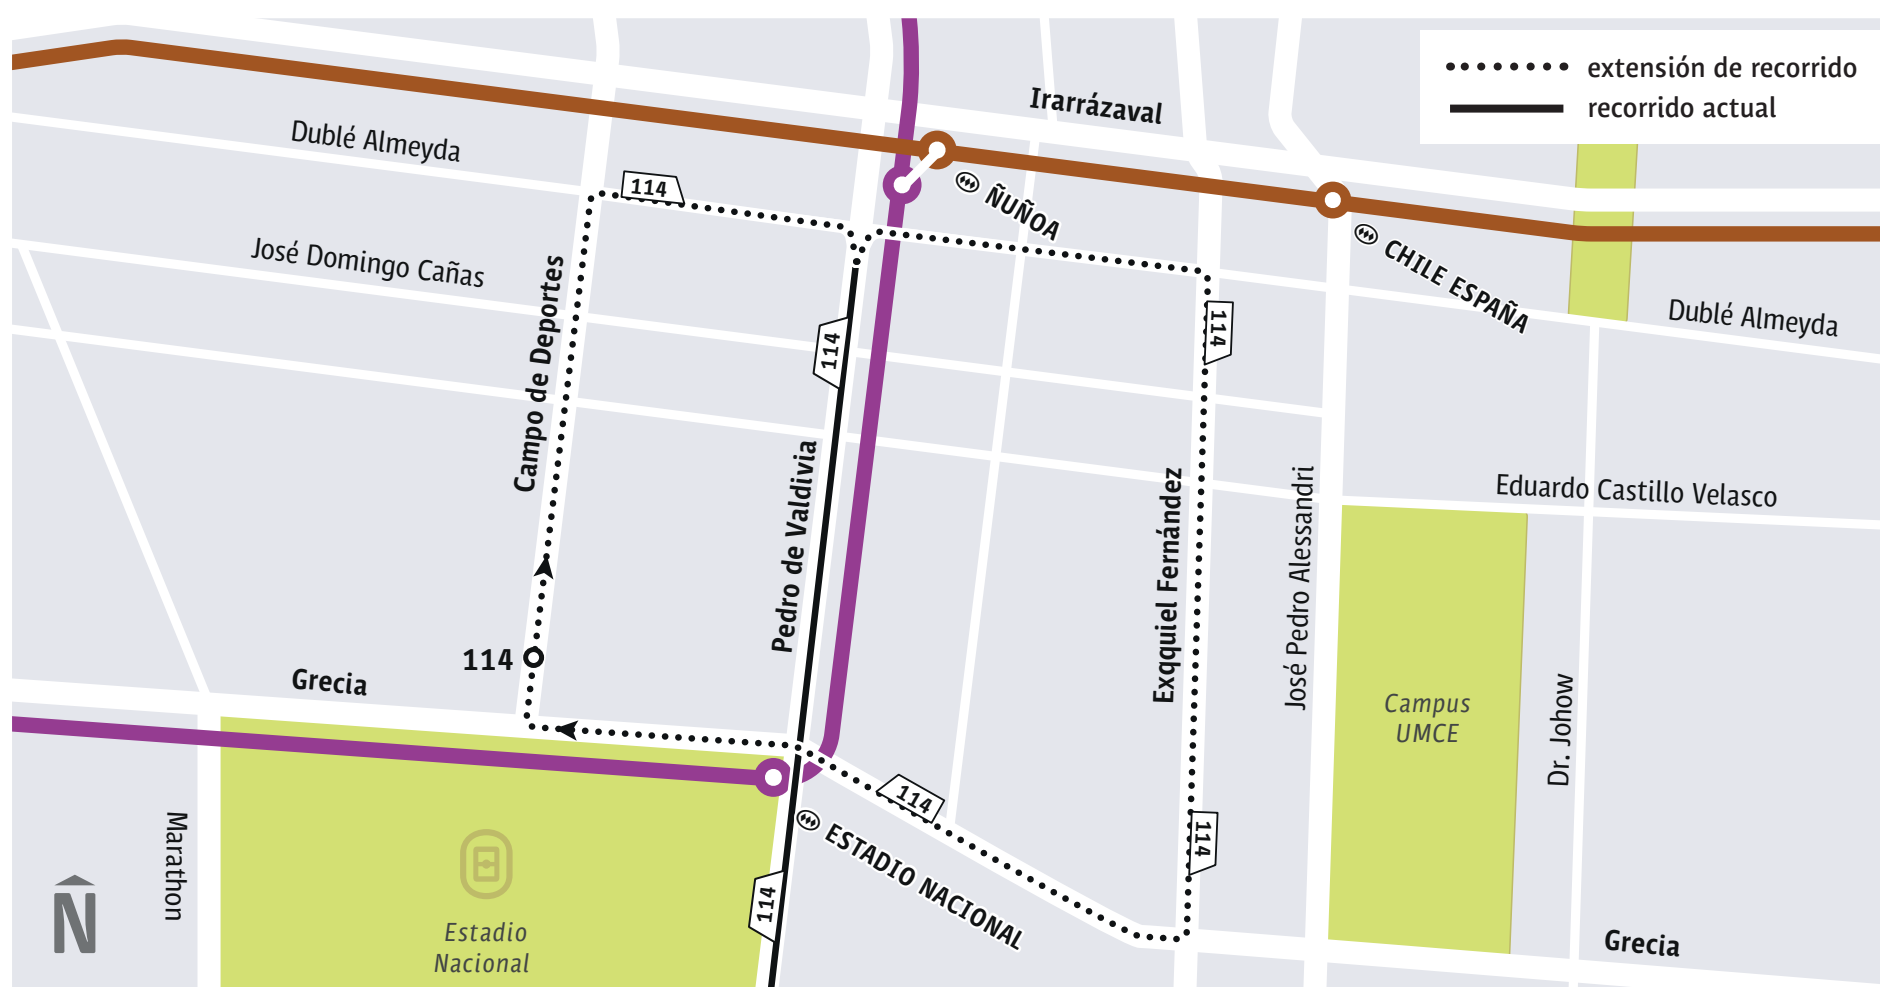 extensión de recorrido
recorrido actual
Irarrázaval
Dublé Almeyda
114
ÑUÑOA
José Domingo Cañas
CHILE ESPAÑA
Dublé Almeyda
Campo de Deportes
114
114
Pedro de Valdivia
Exqquiel Fernández
José Pedro Alessandri
Eduardo Castillo Velasco
114
Grecia
Campus
UMCE
Dr. Johow
114
114
Marathon
ESTADIO NACIONAL
114
Estadio
Nacional
Grecia
N